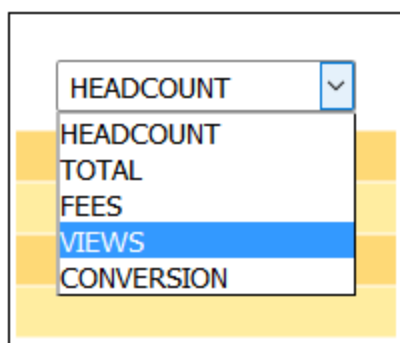 HEADCOUNT
HEADCOUNT
TOTAL
FEES
VIEWS
CONVERSION